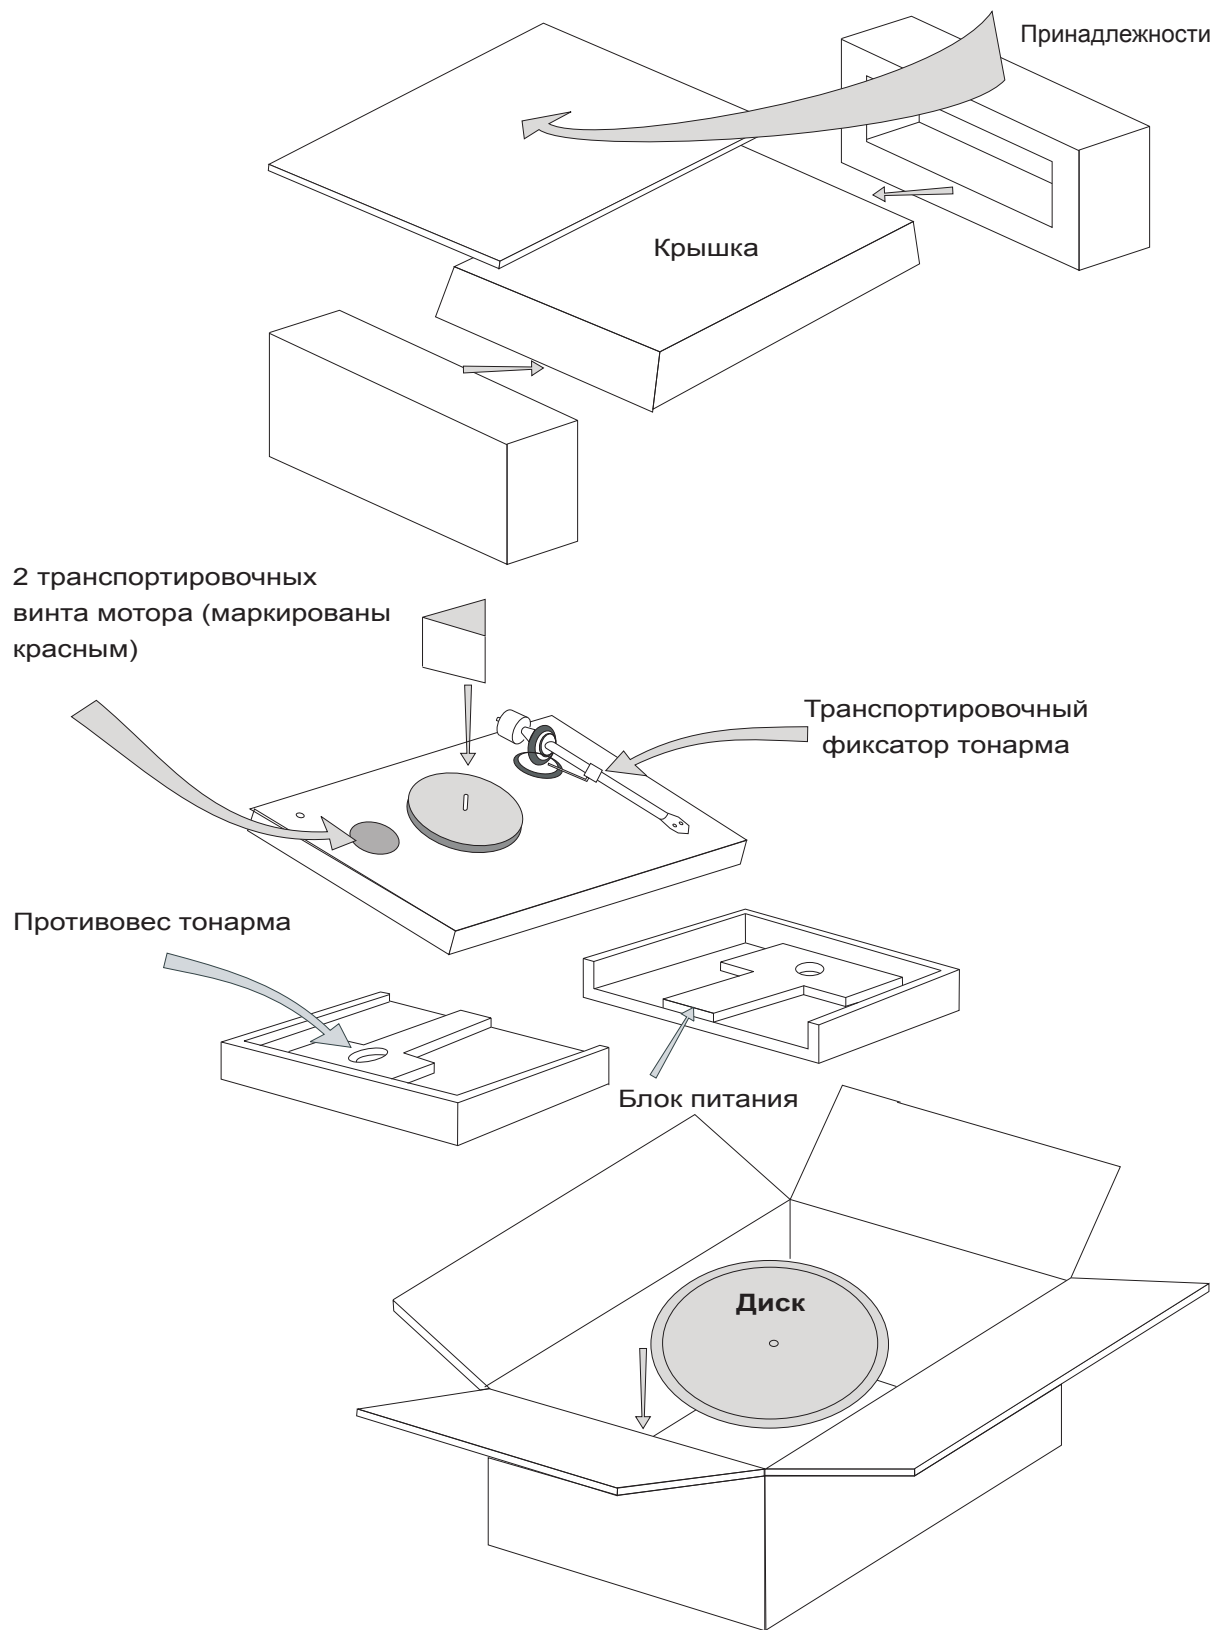 Принадлежности
Крышка
2 транспортировочных
винта мотора (маркированы
красным)
Транспортировочный
фиксатор тонарма
Противовес тонарма
Блок питания
Диск